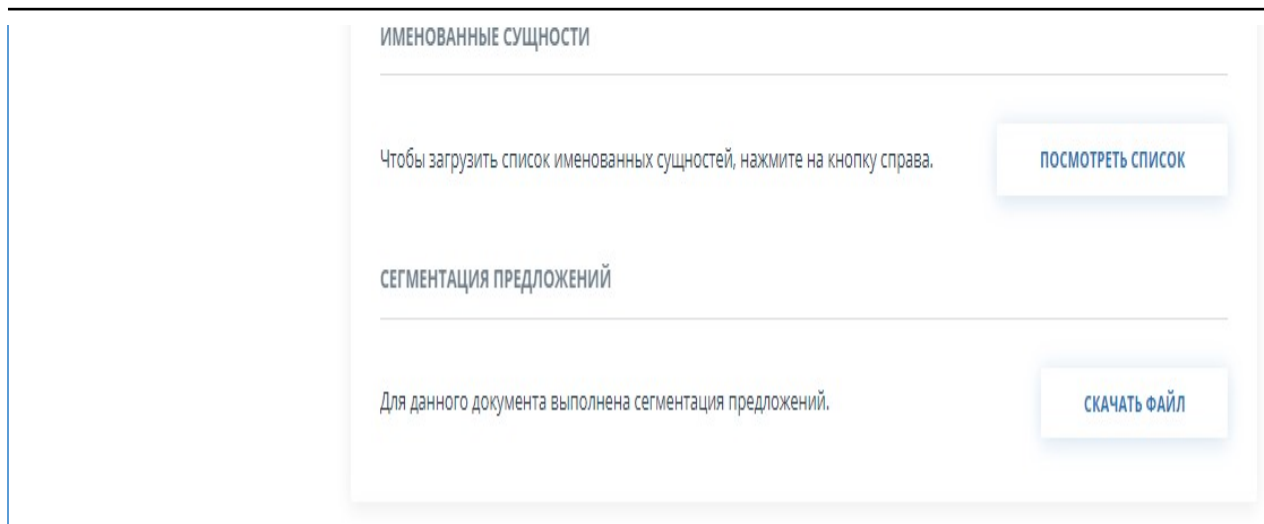 ИМЕНОВАННЫЕ СУЩНОСТИ
Чтобы загрузить список именованных сущностей, нажмите на кнопку справа.
ПОСМОТРЕТЬ СПИСОК
СЕГМЕНТАЦИЯ ПРЕДЛОЖЕНИЙ
Для данного документа выполнена сегментация предложений.
СКАЧАТЬ ФАЙЛ